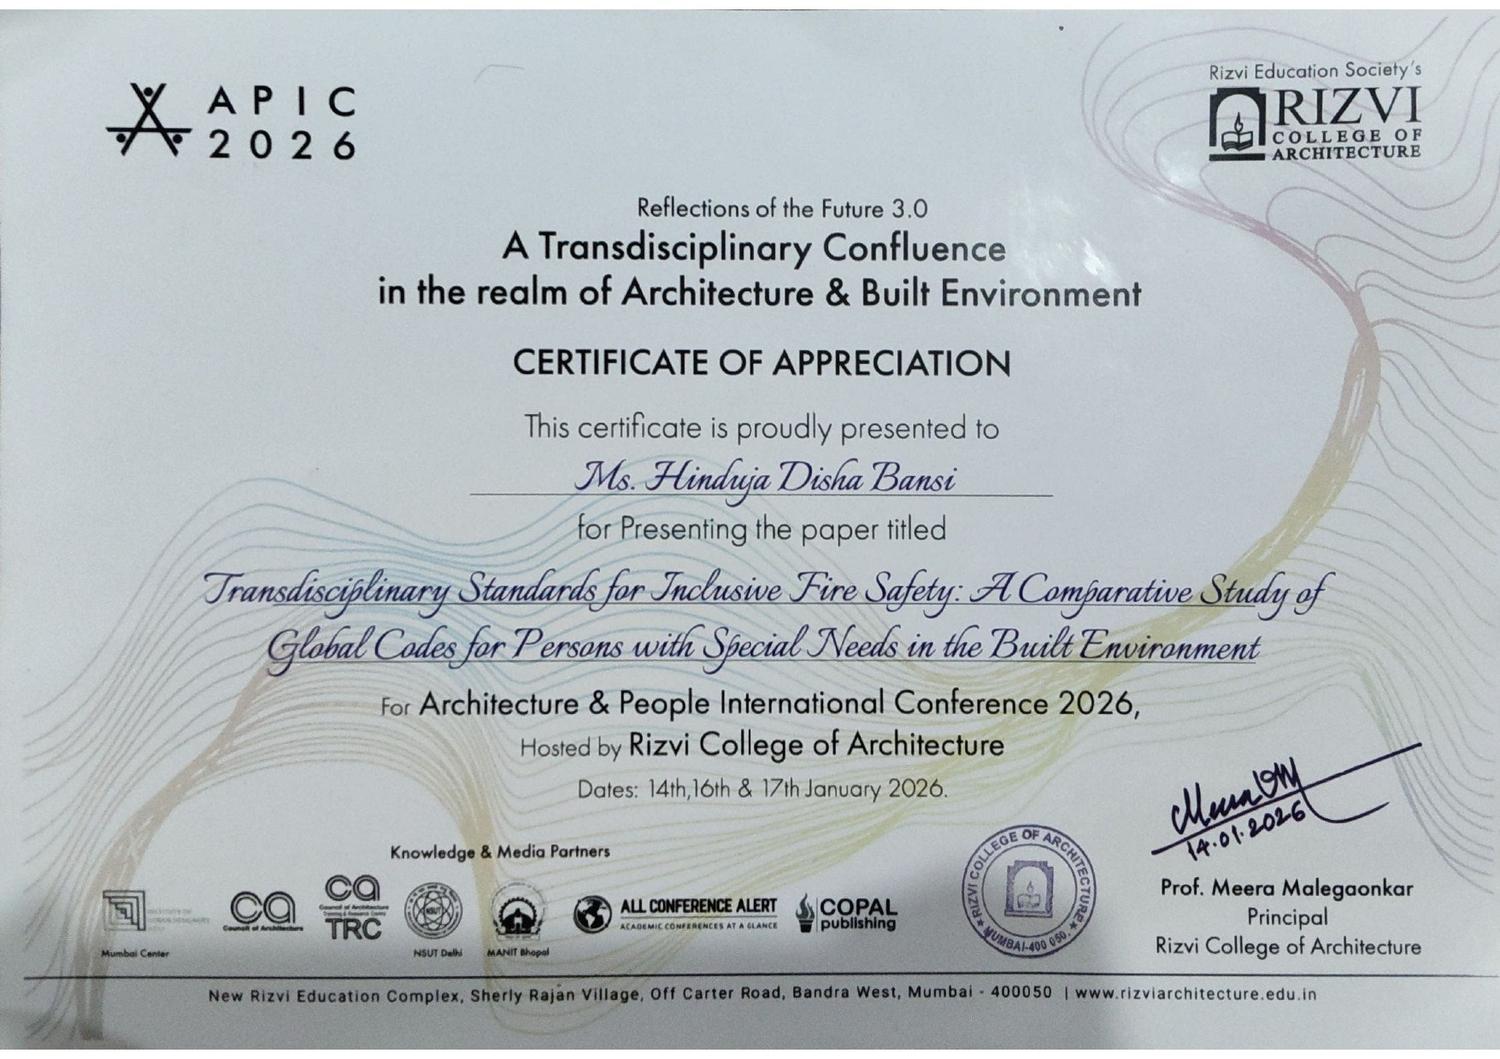 APIC
2026
Rizvi Education Society's
RIZVI
COLLEGE OF
ARCHITECTURE
Reflections of the Future 3.0
A Transdisciplinary Confluence
in the realm of Architecture & Built Environment
CERTIFICATE OF APPRECIATION
This certificate is proudly presented to
Ms. Hinduja Disha Bansi
for Presenting the paper titled
Transdisciplinary Standards for Inclusive Fire Safety: A Comparative Study of
Global Codes for Persons with Special Needs in the Built Environment
For Architecture & People International Conference 2026,
Hosted by Rizvi College of Architecture
Dates: 14th,16th & 17th January 2026.
14.01.2026
Prof. Meera Malegaonkar
Principal
Rizvi College of Architecture
RIZVI COLLEGE OF ARCHITECTURE
MUMBAI-400 050.
Knowledge & Media Partners
Mumbai Center
ca
Council of Architecture
ca
Council of Architecture
TRC
NSUT
NSUT Delhi
MANIT Bhopal
ALL CONFERENCE ALERT
ACADEMIC CONFERENCES AT A GLANCE
COPAL
publishing
New Rizvi Education Complex, Sherly Rajan Village, Off Carter Road, Bandra West, Mumbai - 400050 | www.rizviarchitecture.edu.in